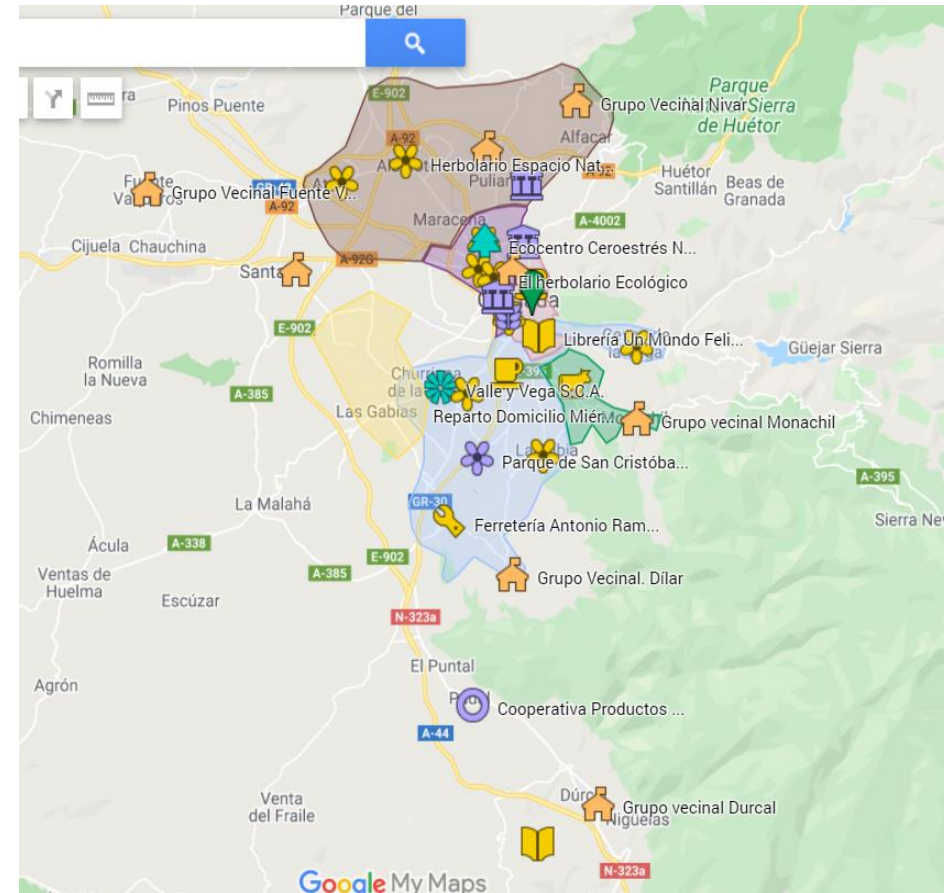 Parque del
Pinos Puente
E-902
Grupo Vecinal Nivar
Parque
Sierra
de Huétor
A-92
Alfacar
Herbolario Espacio Nat...
Huétor
Santillán
Beas de
Granada
Grupo Vecinal Fuente V...
A-92
Maracena
A-4002
Cijuela
Chauchina
A-92G
Ecocentro Ceroestrés N...
El herbolario Ecológico
E-902
Librería Un Mundo Feli...
Güejar Sierra
Romilla
la Nueva
A-385
Valle y Vega S.C.A.
Las Gabias
Reparto Domicilio
Chimeneas
Grupo vecinal Monachil
Parque de San Cristóba...
A-395
La Malahá
GR-30
Ferretería Antonio Ram...
Ácula
A-338
E-902
A-385
Ventas de
Huelma
Escúzar
Grupo Vecinal. Dílar
N-323a
El Puntal
Agrón
Cooperativa Productos ...
A-44
Venta
del Fraile
Grupo vecinal Durcal
Nigüelas
N-323a
Google My Maps